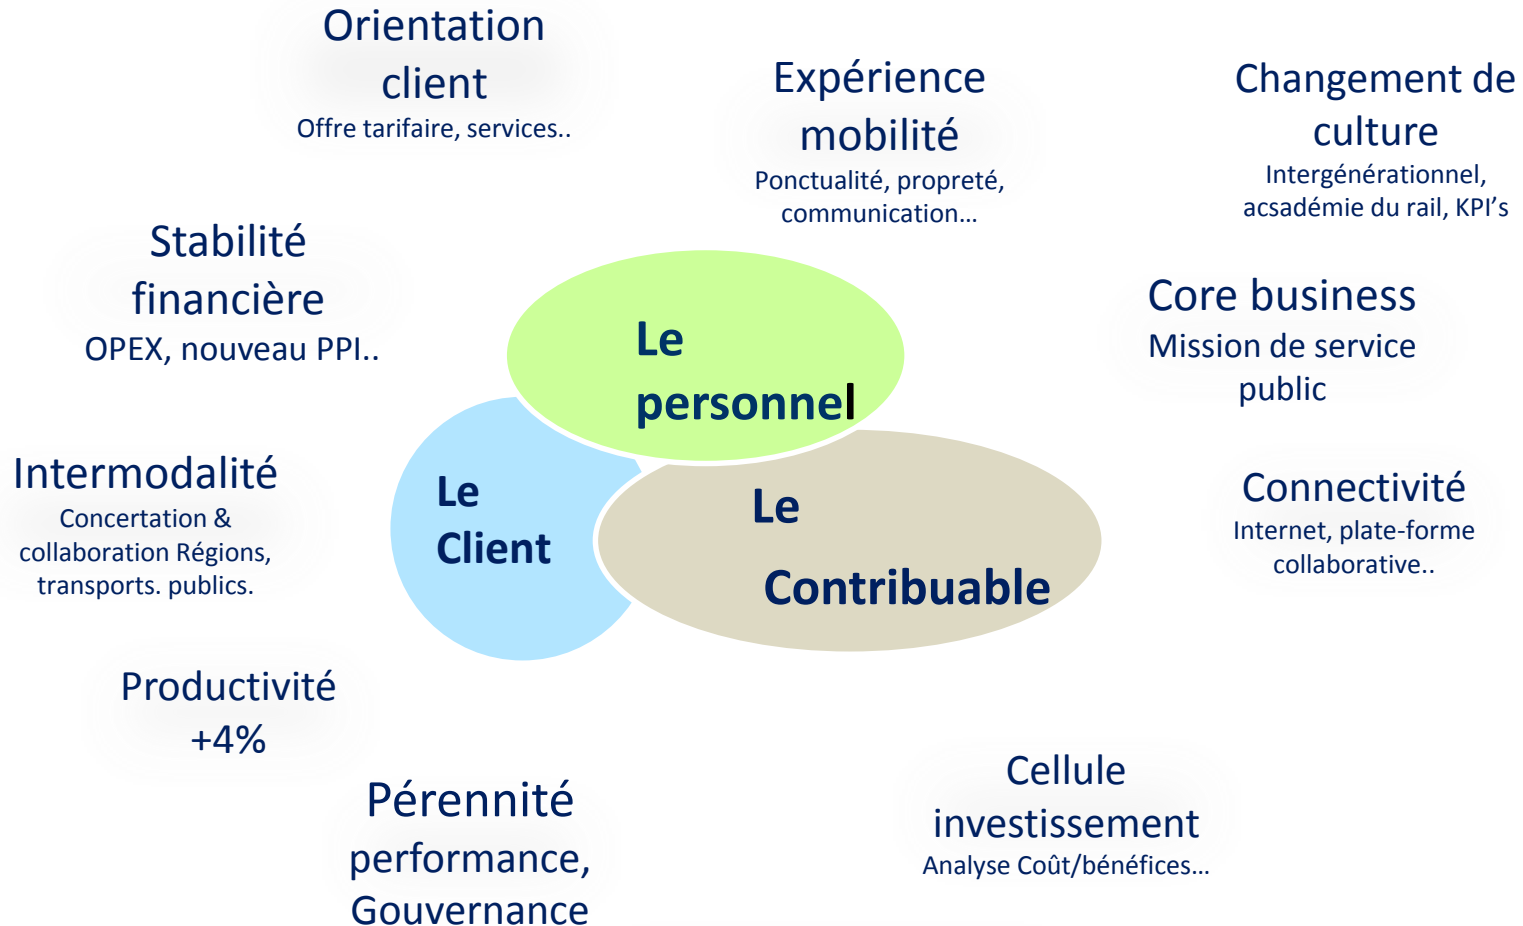 Orientation
client
Offre tarifaire, services..
Expérience
mobilité
Ponctualité, propreté,
communication...
Changement de
culture
Intergénérationnel,
acsadémie du rail, KPI's
Stabilité
financière
OPEX, nouveau PPI..
Core business
Mission de service
public
Le
personnel
Intermodalité
Concertation &
collaboration Régions,
transports. publics.
Le
Client
Le
Contribuable
Connectivité
Internet, plate-forme
collaborative..
Productivité
+4%
Pérennité
performance,
Gouvernance
Cellule
investissement
Analyse Coût/bénéfices...